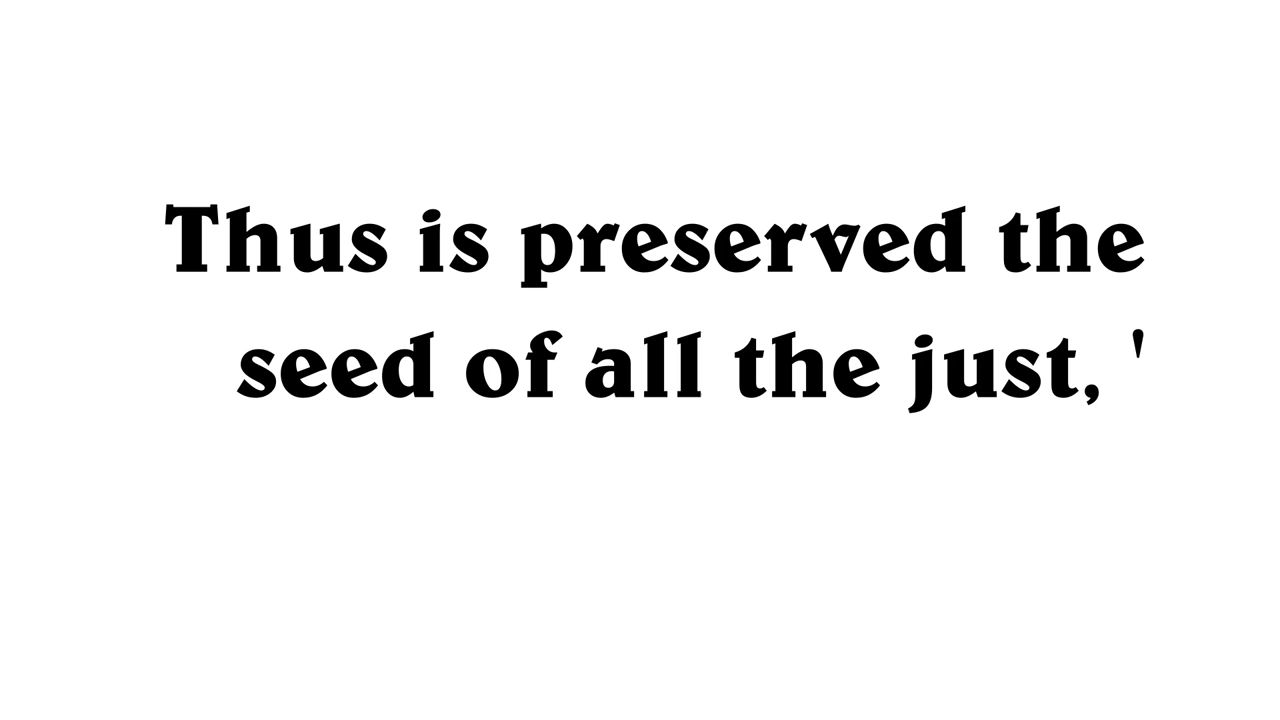 Thus is preserved the
seed of all the just, '